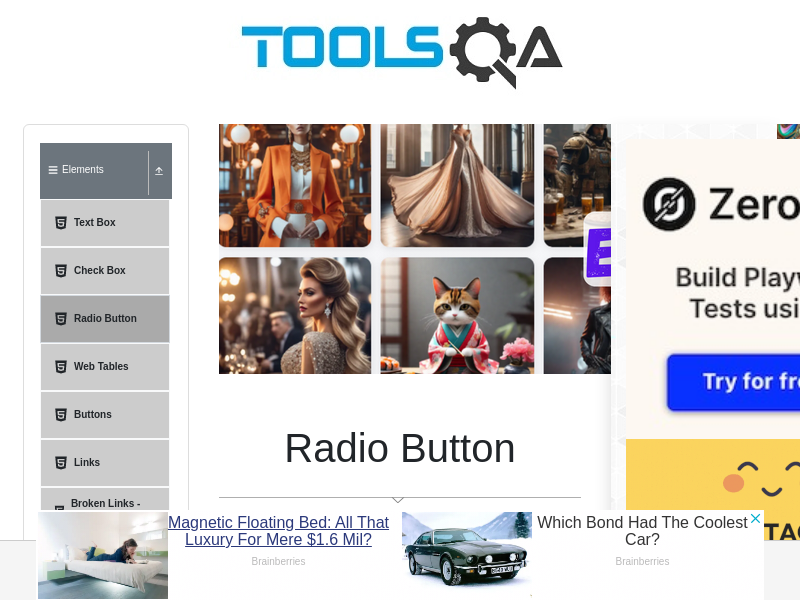 TOOLSQA
Elements
Text Box
Check Box
Radio Button
Web Tables
Buttons
Links
Broken Links -
Radio Button
Zero
Build Playw
Tests usi
Try for fre
Magnetic Floating Bed: All That
Luxury For Mere $1.6 Mil?
Brainberries
Which Bond Had The Coolest
Car?
Brainberries